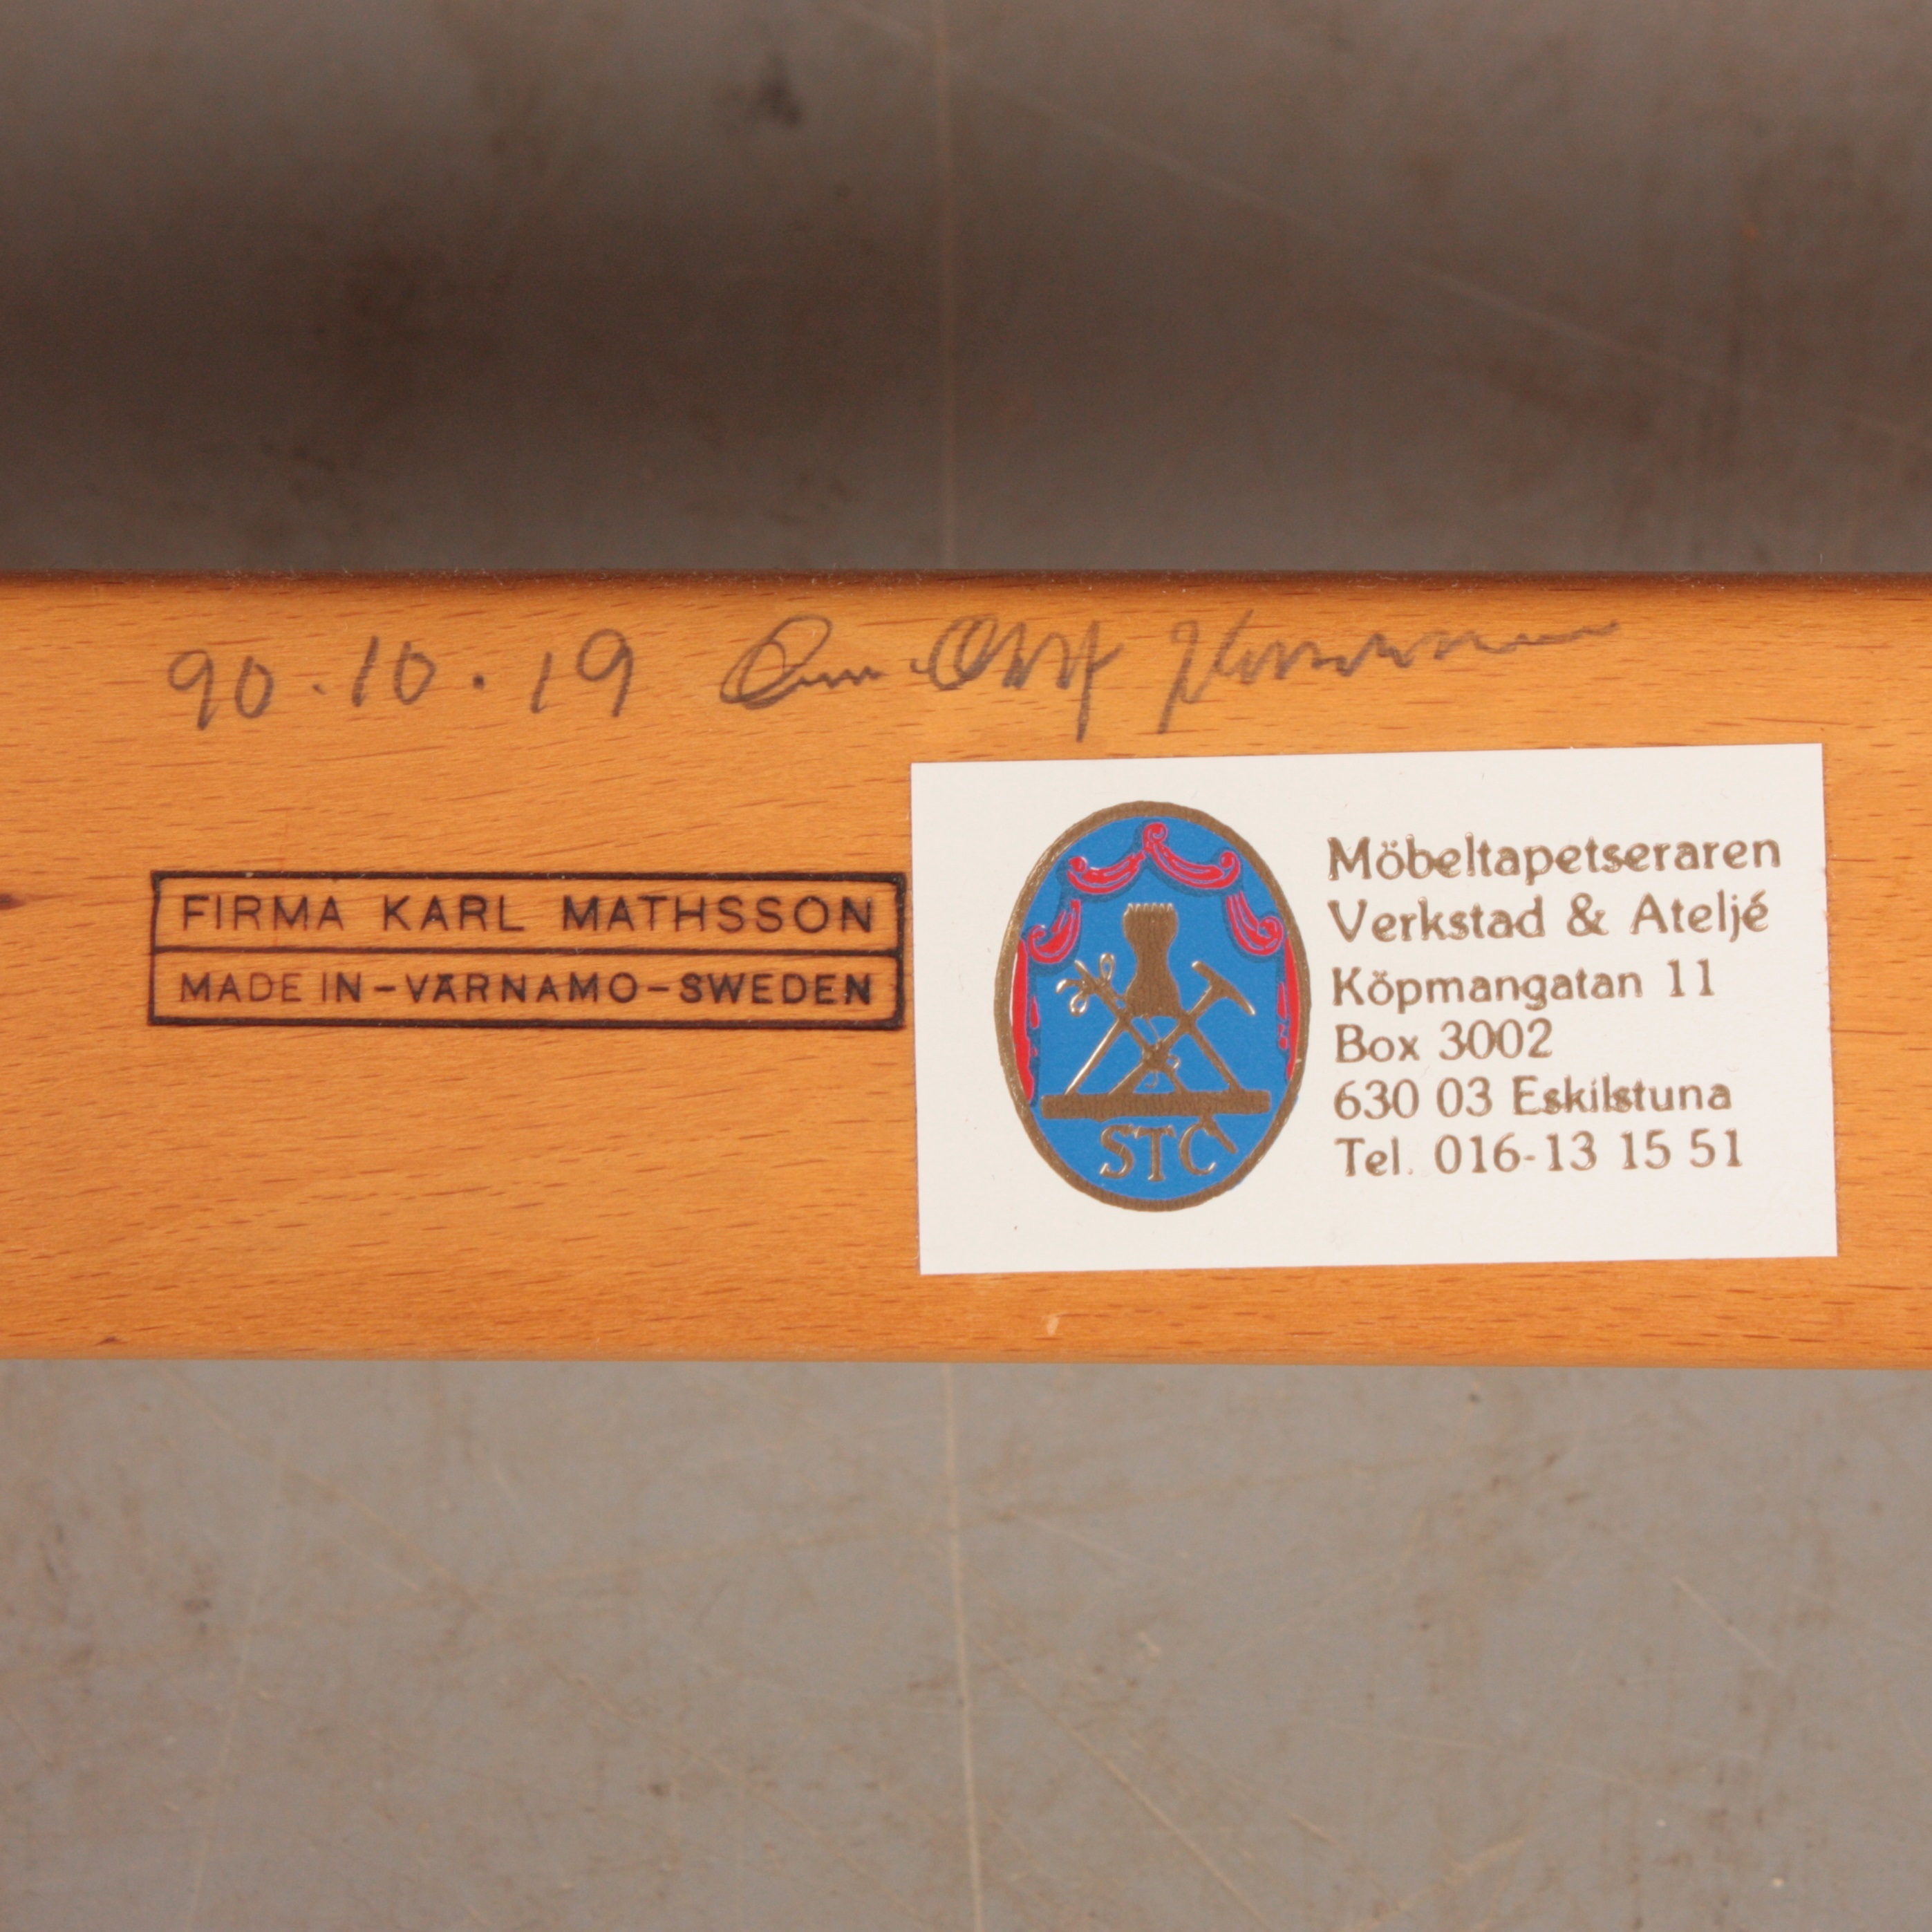 90.10.19
FIRMA KARL MATHSSON
MADE IN-VÄRNAMO-SWEDEN
STC
Möbeltapetseraren
Verkstad & Ateljé
Köpmangatan 11
Box 3002
630 03 Eskilstuna
Tel. 016-13 15 51